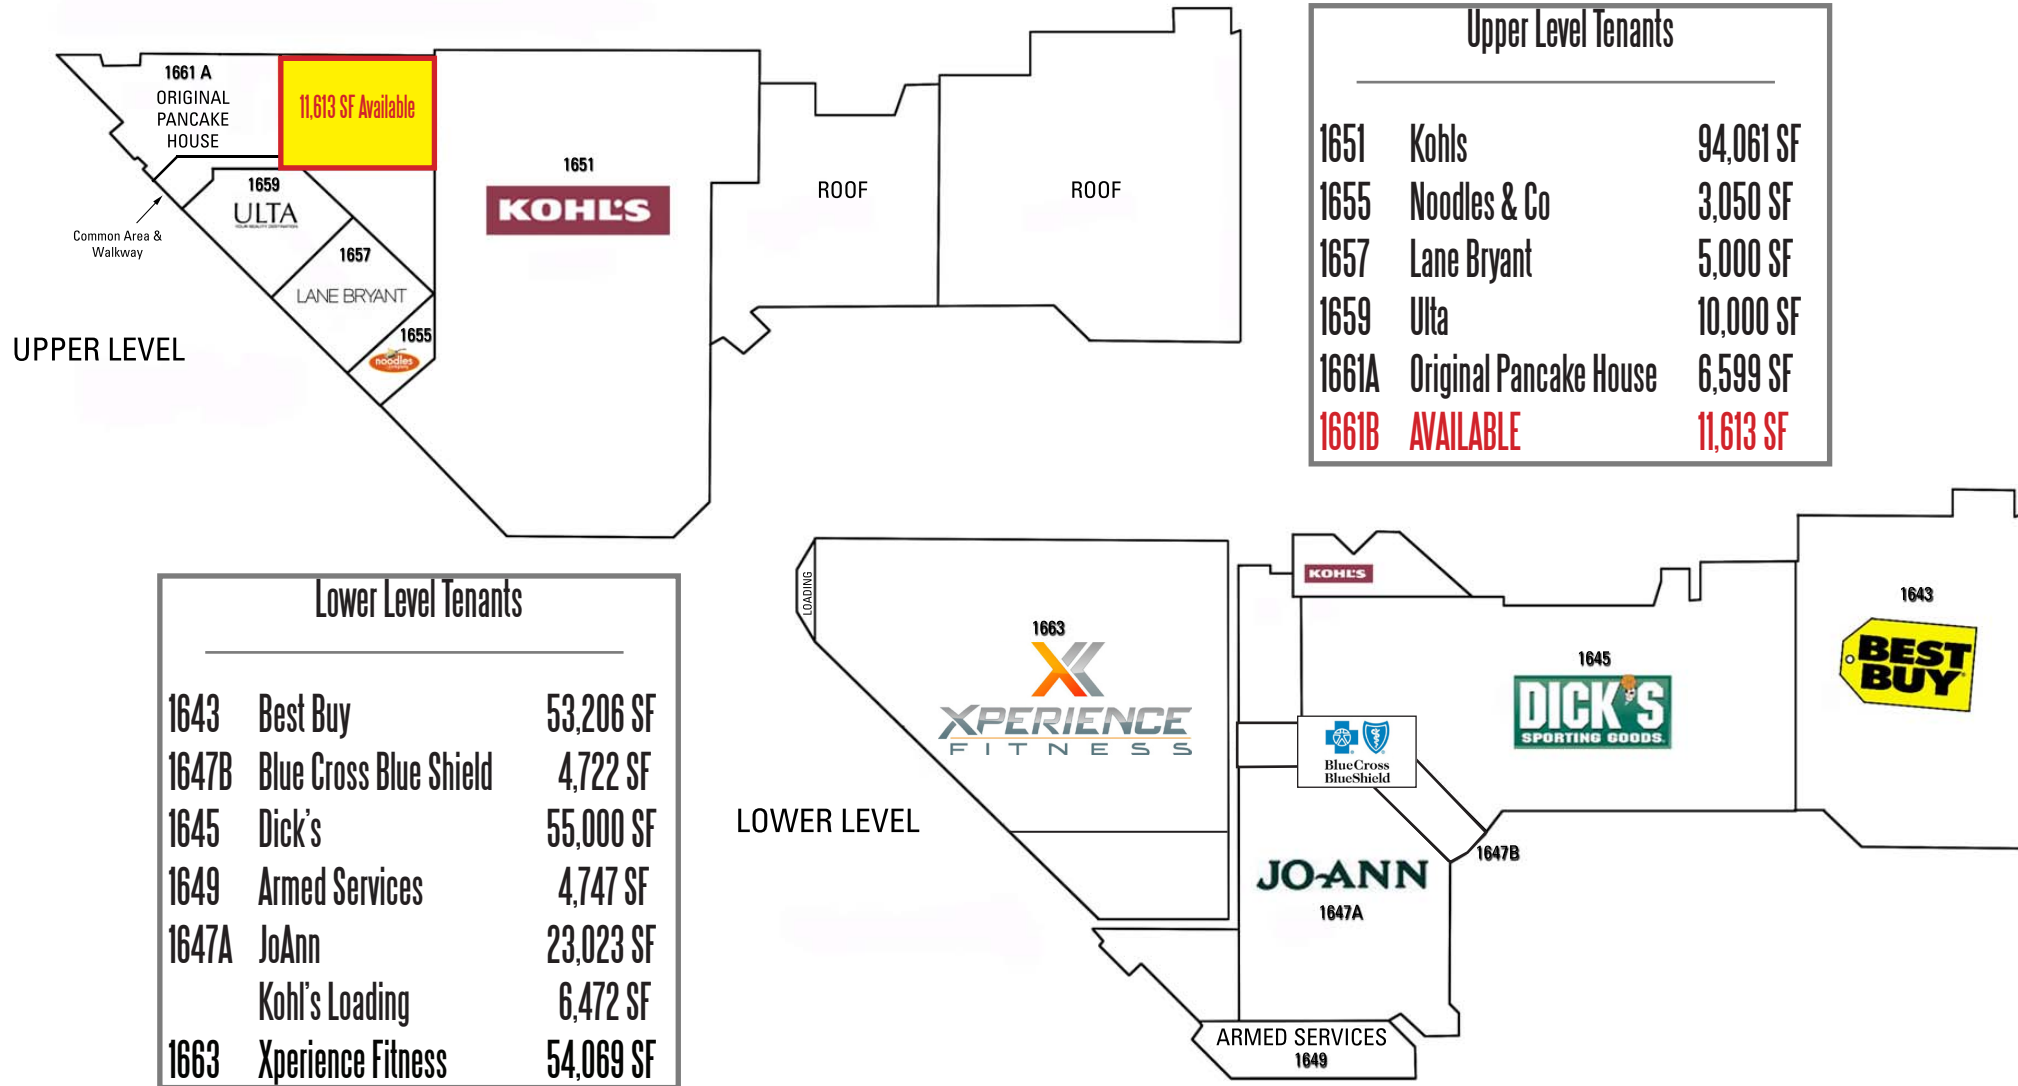 1661 A
ORIGINAL
PANCAKE
HOUSE
11,613 SF Available
1659
ULTA
Common Area &
Walkway
1657
LANE BRYANT
1655
noodles
1651
KOHL'S
ROOF
ROOF
UPPER LEVEL
Upper Level Tenants
1651 Kohls 94,061 SF
1655 Noodles & Co 3,050 SF
1657 Lane Bryant 5,000 SF
1659 Ulta 10,000 SF
1661A Original Pancake House 6,599 SF
1661B AVAILABLE 11,613 SF
Lower Level Tenants
1643 Best Buy 53,206 SF
1647B Blue Cross Blue Shield 4,722 SF
1645 Dick's 55,000 SF
1649 Armed Services 4,747 SF
1647A JoAnn 23,023 SF
Kohl's Loading 6,472 SF
1663 Xperience Fitness 54,069 SF
LOWER LEVEL
LOADING
1663
XPERIENCE
FITNESS
KOHL'S
1645
DICK'S
SPORTING GOODS
1643
BEST
BUY
BlueCross
BlueShield
1647B
JO-ANN
1647A
ARMED SERVICES
1649